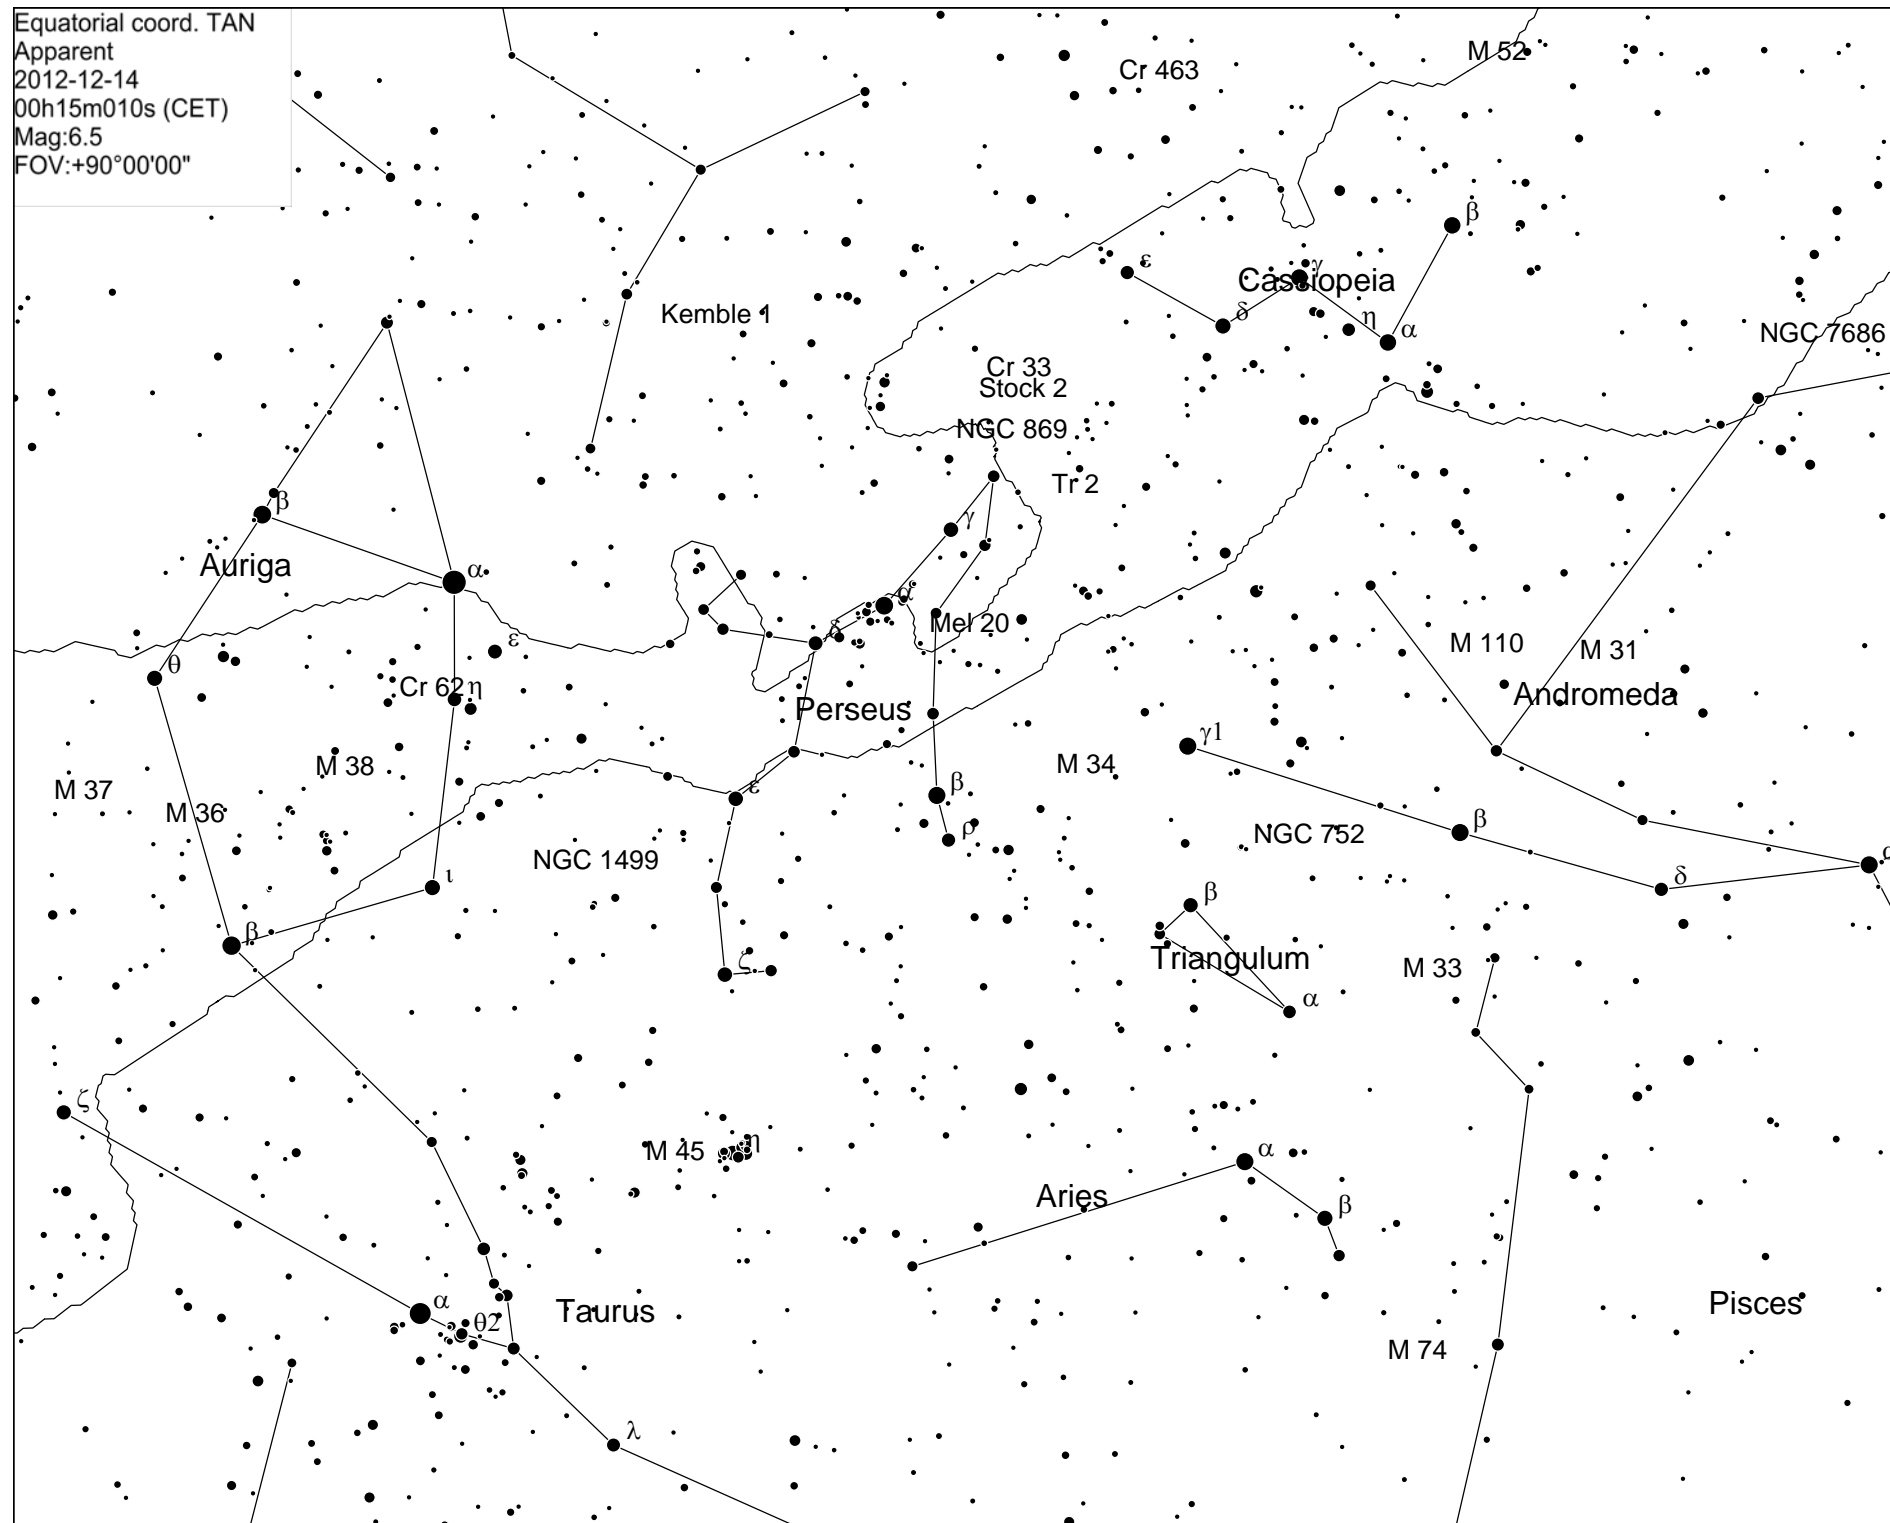 Equatorial coord. TAN
Apparent
2012-12-14
00h15m010s (CET)
Mag:6.5
FOV:+90°00'00"
M 52
Cr 463
β
ε
γ
Cassiopeia
δ
η
α
Kemble 1
NGC 7686
Cr 33
Stock 2
NGC 869
Tr 2
β
γ
Auriga
α
α
Mel 20
δ
ε
M 110
M 31
θ
Cr 62
η
Andromeda
Perseus
γ1
M 38
M 34
M 37
M 36
ε
β
ρ
β
NGC 752
NGC 1499
α
ι
δ
β
β
ζ
Triangulum
M 33
α
ζ
M 45
η
α
Aries
β
α
Taurus
θ2
Pisces
M 74
λ